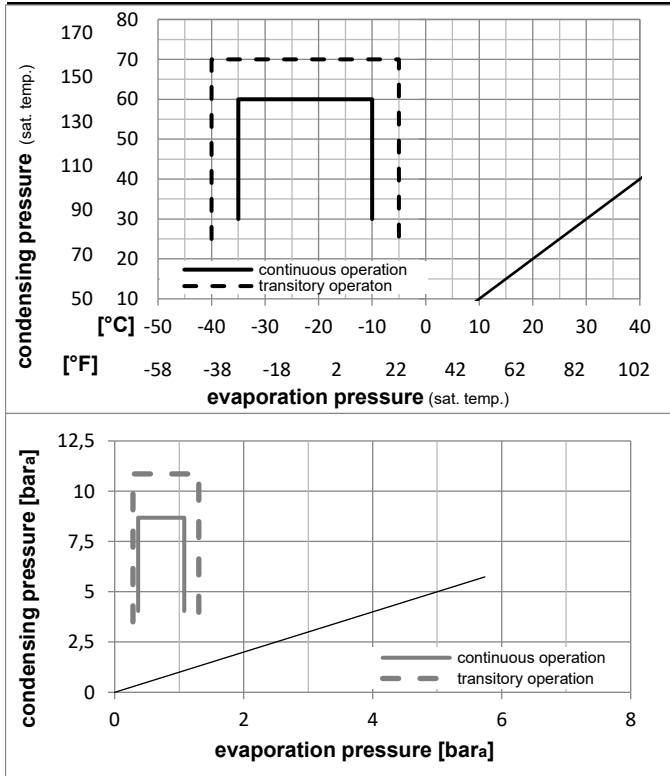 condensing pressure (sat. temp.)
170 80
70
150 60
130 50
110 40
90 30
70 20
50 10
continuous operation
transitory operaton
[°C] -50 -40 -30 -20 -10 0 10 20 30 40
[°F] -58 -38 -18 2 22 42 62 82 102
evaporation pressure (sat. temp.)
condensing pressure [bara]
12,5
10
7,5
5
2,5
0
continuous operation
transitory operation
0 2 4 6 8
evaporation pressure [bara]